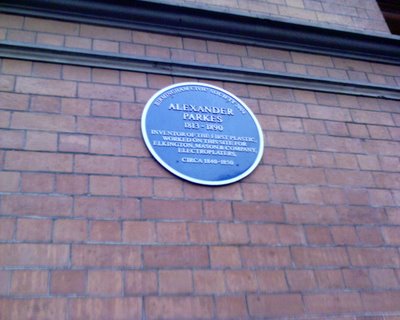 BIRMINGHAM CIVIC SOCIETY 2004
ALEXANDER
PARKES
1813-1890
INVENTOR OF THE FIRST PLASTIC,
WORKED ON THIS SITE FOR
ELKINGTON, MASON & COMPANY,
ELECTROPLATERS,
CIRCA 1840-1850